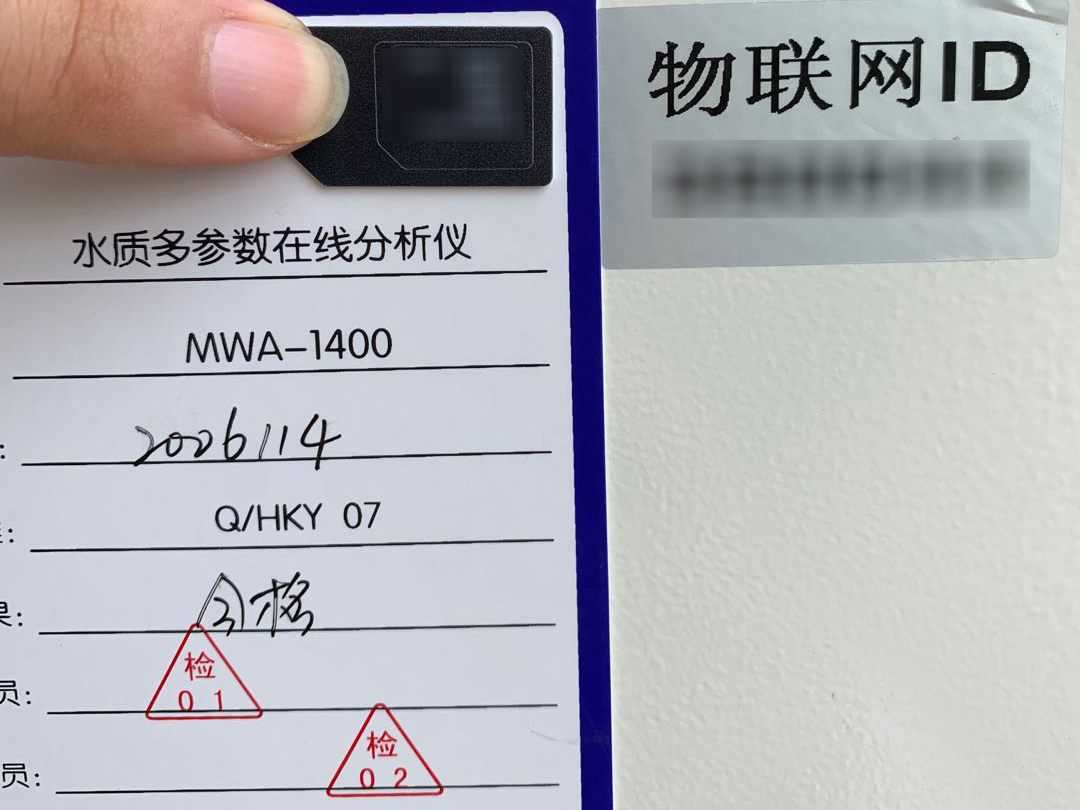 物联网ID
水质多参数在线分析仪
MWA-1400
: 2006114
: Q/HKY 07
果: 合格
员: 检 01
员: 检 02